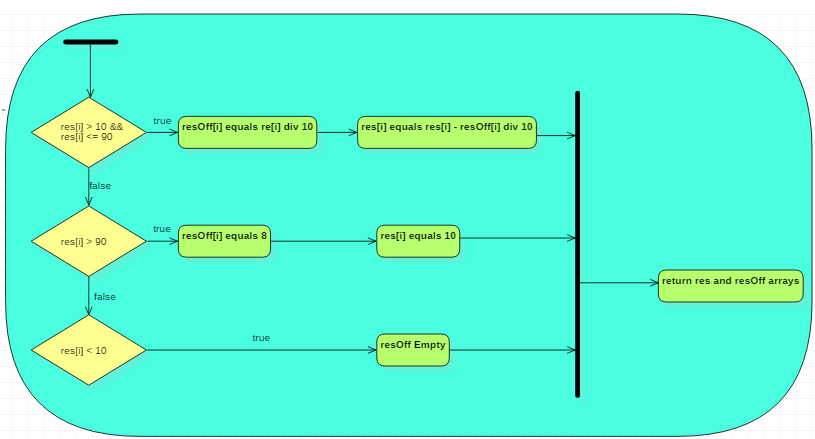 res[i] > 10 &&
res[i] <= 90
true
resOff[i] equals re[i] div 10
res[i] equals res[i] - resOff[i] div 10
false
res[i] > 90
true
resOff[i] equals 8
res[i] equals 10
return res and resOff arrays
false
res[i] < 10
true
resOff Empty